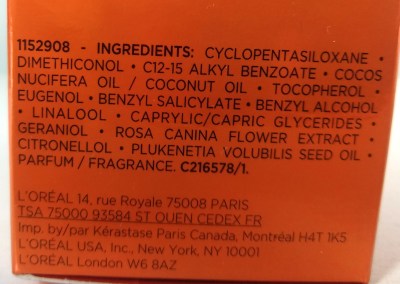 1152908 - INGREDIENTS: CYCLOPENTASILOXANE •
DIMETHICONOL • C12-15 ALKYL BENZOATE • COCOS
NUCIFERA OIL / COCONUT OIL • TOCOPHEROL •
EUGENOL • BENZYL SALICYLATE • BENZYL ALCOHOL
• LINALOOL • CAPRYLIC/CAPRIC GLYCERIDES •
GERANIOL • ROSA CANINA FLOWER EXTRACT •
CITRONELLOL • PLUKENETIA VOLUBILIS SEED OIL •
PARFUM / FRAGRANCE. C216578/1.
L'ORÉAL 14, rue Royale 75008 PARIS
TSA 75000 93584 ST OUEN CEDEX FR
Imp. by/par Kérastase Paris Canada, Montréal H4T 1K5
L'ORÉAL USA, Inc., New York, NY 10001
L'ORÉAL London W6 8AZ